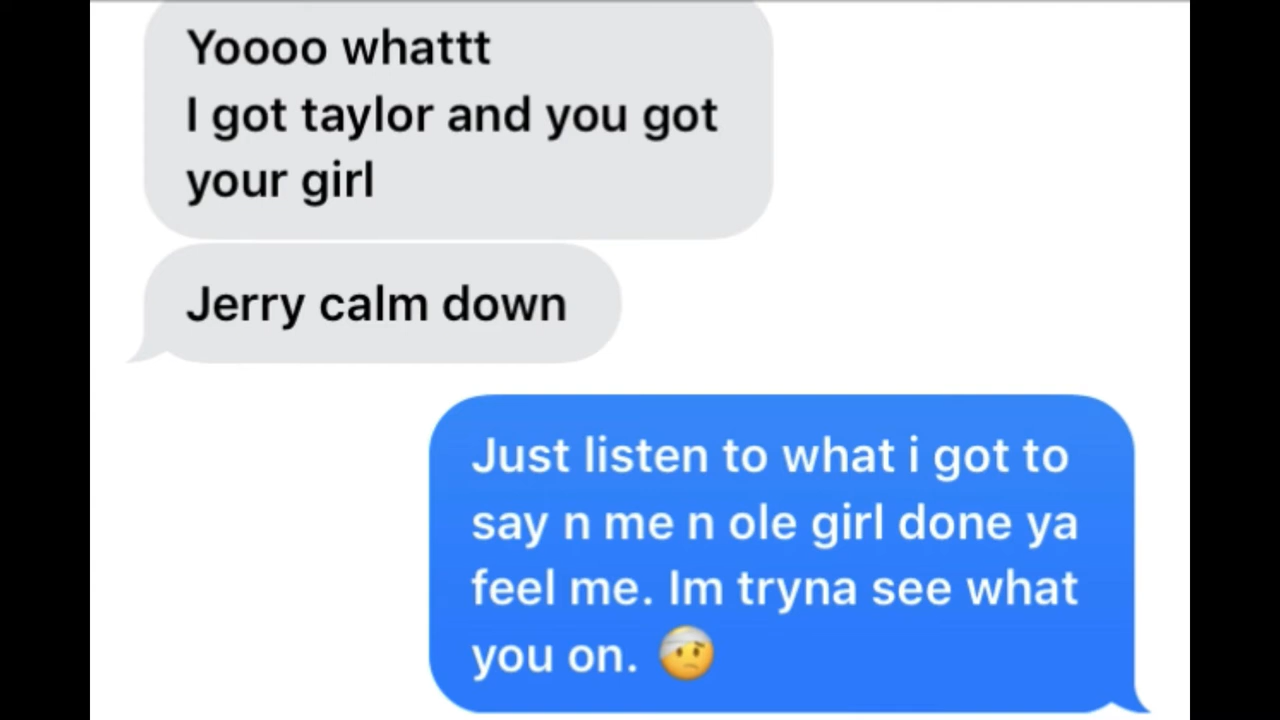 Yoooo whattt
I got taylor and you got
your girl
Jerry calm down
Just listen to what i got to
say n me n ole girl done ya
feel me. Im tryna see what
you on. 🤕